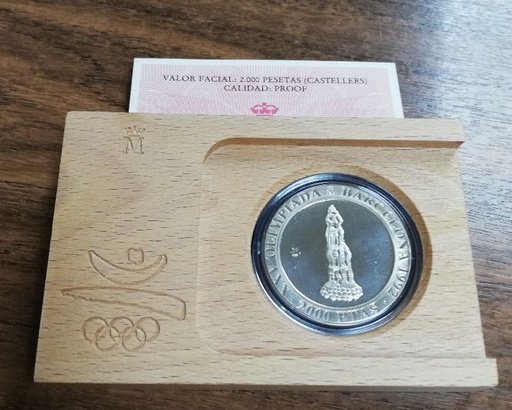 VALOR FACIAL: 2.000 PESETAS (CASTELLERS)
CALIDAD: PROOF
M
XXV OLIMPIADA BARCELONA 1992
2000 PTAS